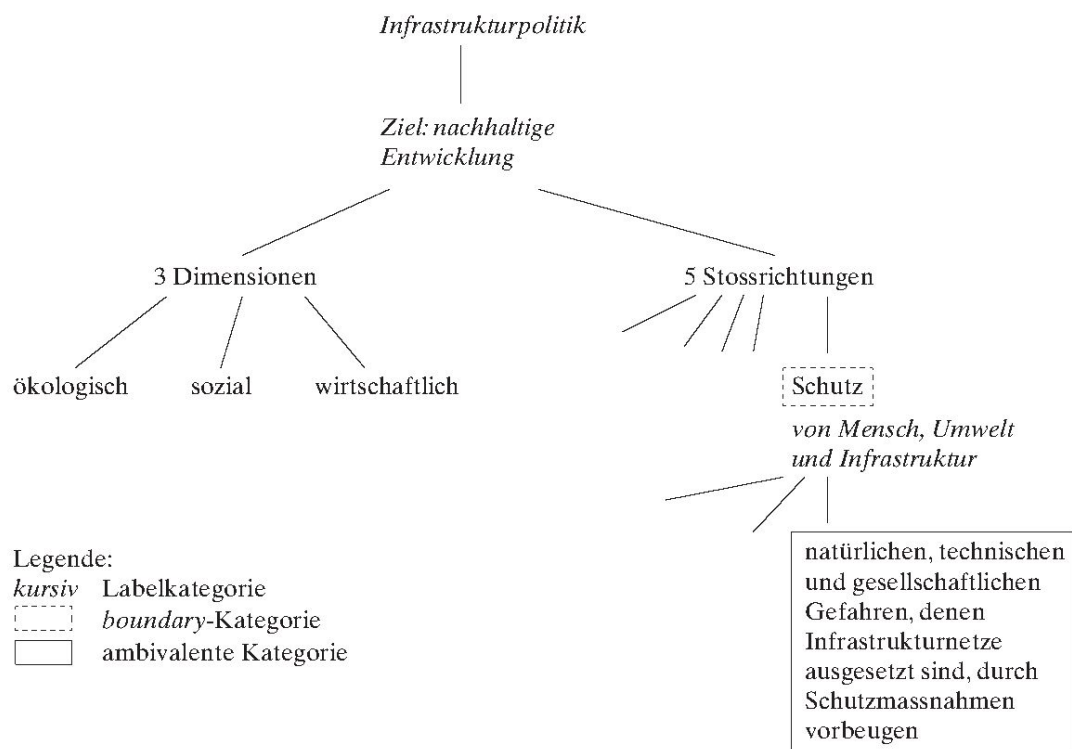 Infrastrukturpolitik
Ziel: nachhaltige
Entwicklung
3 Dimensionen
5 Stossrichtungen
ökologisch
sozial
wirtschaftlich
Schutz
von Mensch, Umwelt
und Infrastruktur
natürlichen, technischen
und gesellschaftlichen
Gefahren, denen
Infrastrukturnetze
ausgesetzt sind, durch
Schutzmassnahmen
vorbeugen
Legende:
kursiv Labelkategorie
boundary-Kategorie
ambivalente Kategorie